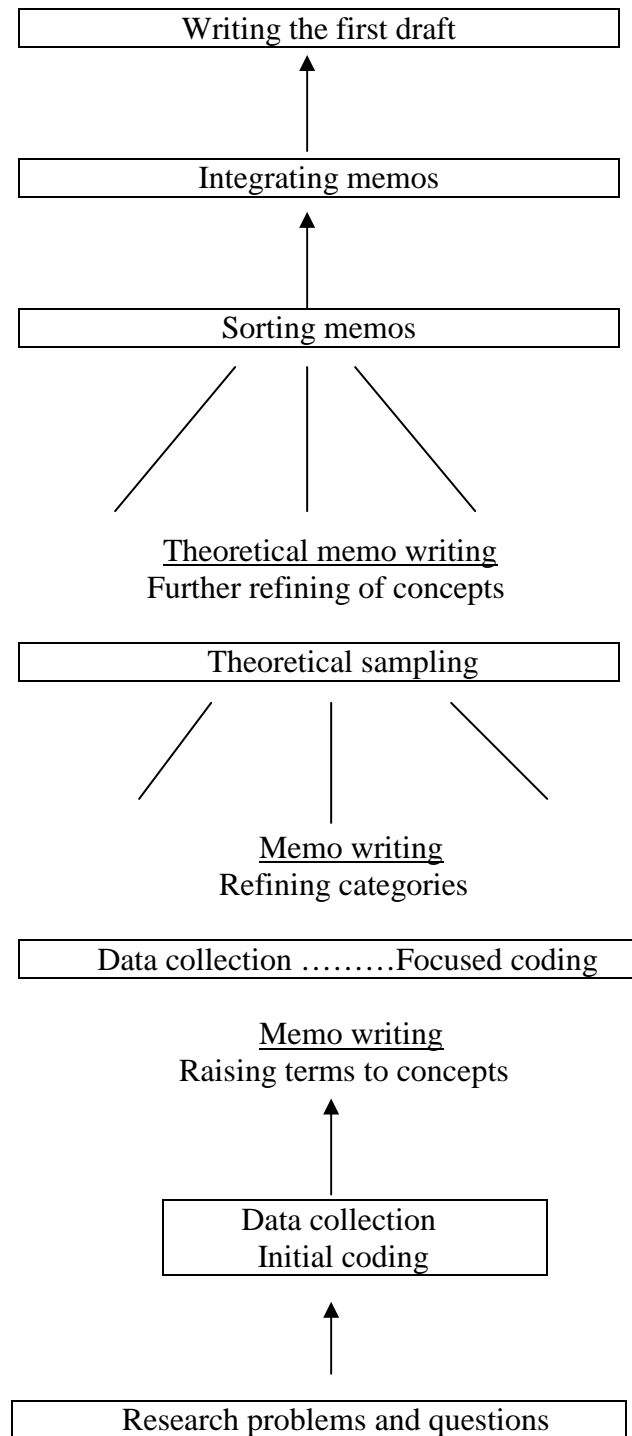 Writing the first draft
Integrating memos
Sorting memos
Theoretical memo writing
Further refining of concepts
Theoretical sampling
Memo writing
Refining categories
Data collection ………Focused coding
Memo writing
Raising terms to concepts
Data collection
Initial coding
Research problems and questions